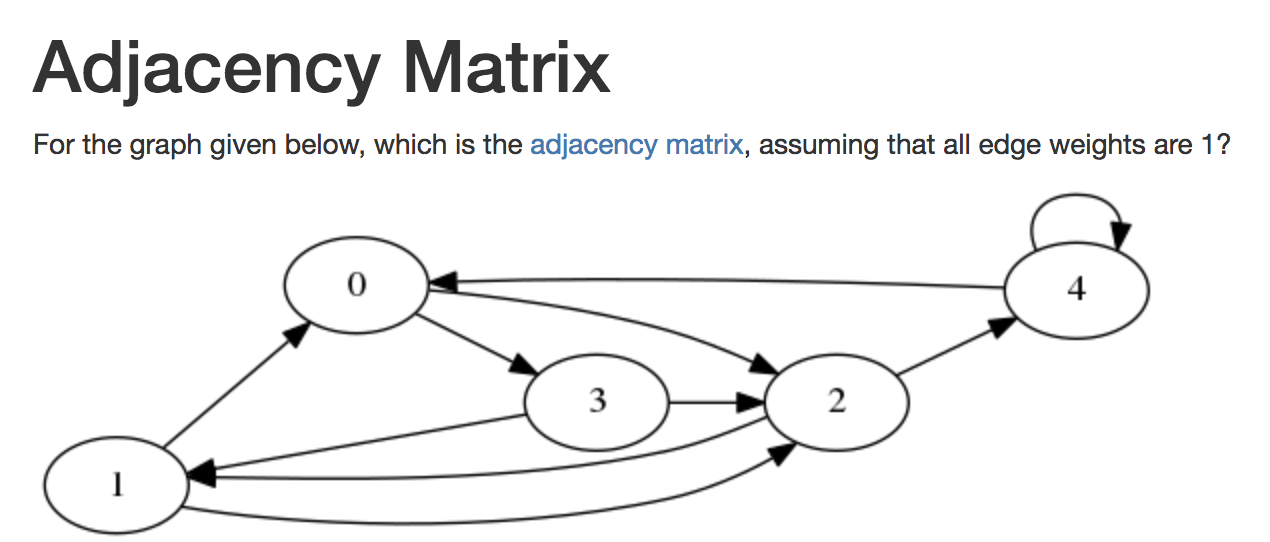 Adjacency Matrix
For the graph given below, which is the adjacency matrix, assuming that all edge weights are 1?
0
4
3
2
1